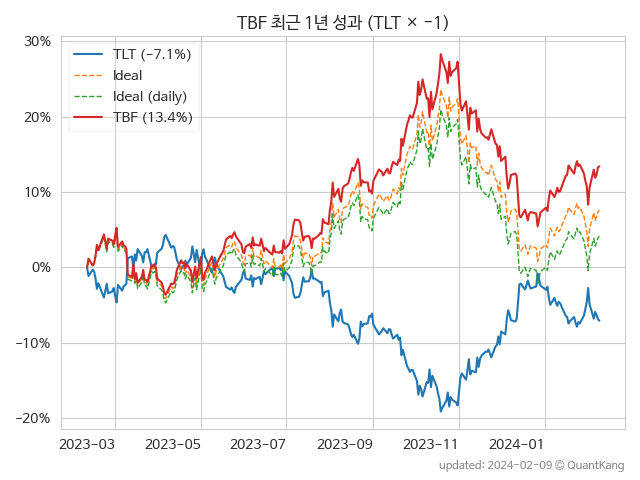 TBF 최근 1년 성과 (TLT × −1)
30%
20%
10%
0%
−10%
−20%
TLT (−7.1%)
Ideal
Ideal (daily)
TBF (13.4%)
2023-03 2023-05 2023-07 2023-09 2023-11 2024-01
updated: 2024-02-09 © QuantKang